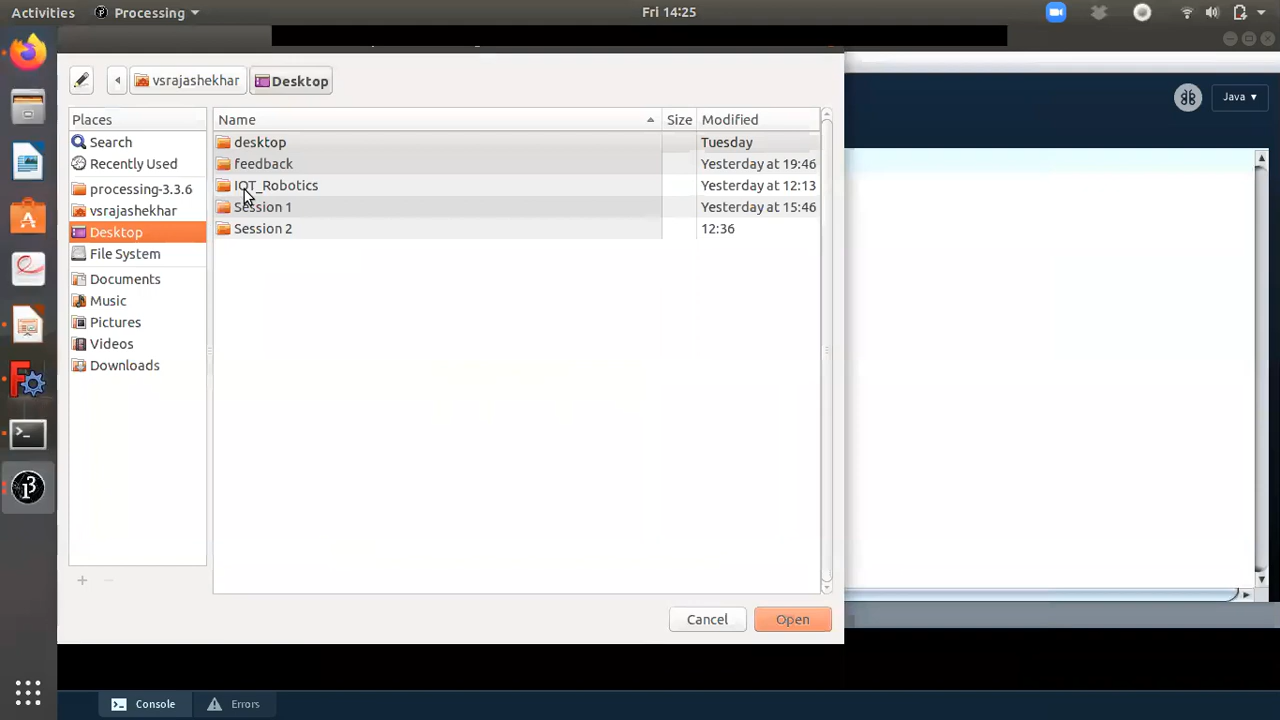 Activities Processing Fri 14:25
vsrajashekhar Desktop
Places Name Size Modified
Search desktop Tuesday
Recently Used feedback Yesterday at 19:46
processing-3.3.6 IOT_Robotics Yesterday at 12:13
vsrajashekhar Session 1 Yesterday at 15:46
Desktop Session 2 12:36
File System
Documents
Music
Pictures
Videos
Downloads
Cancel Open
Java
Console Errors